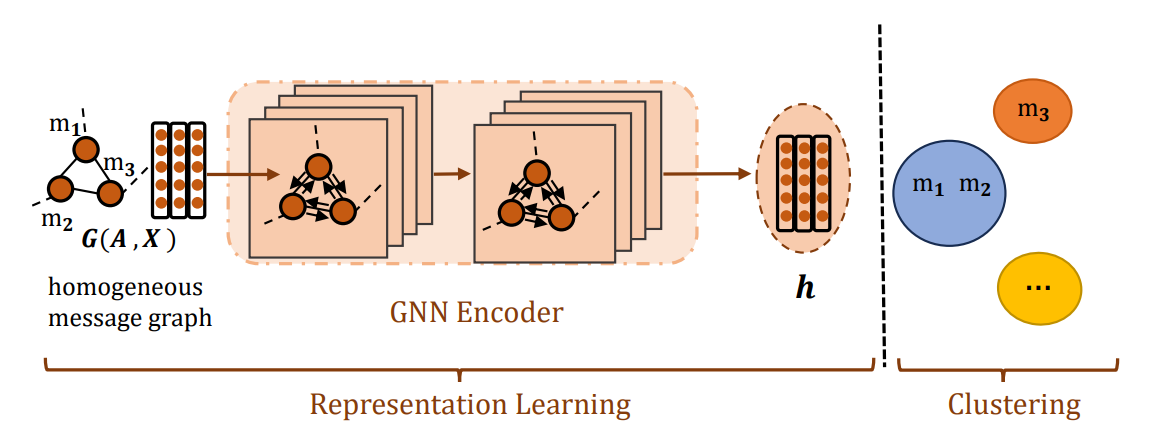 m1
m3
m2
G(A,X)
homogeneous
message graph
GNN Encoder
h
Representation Learning
m3
m1 m2
...
Clustering